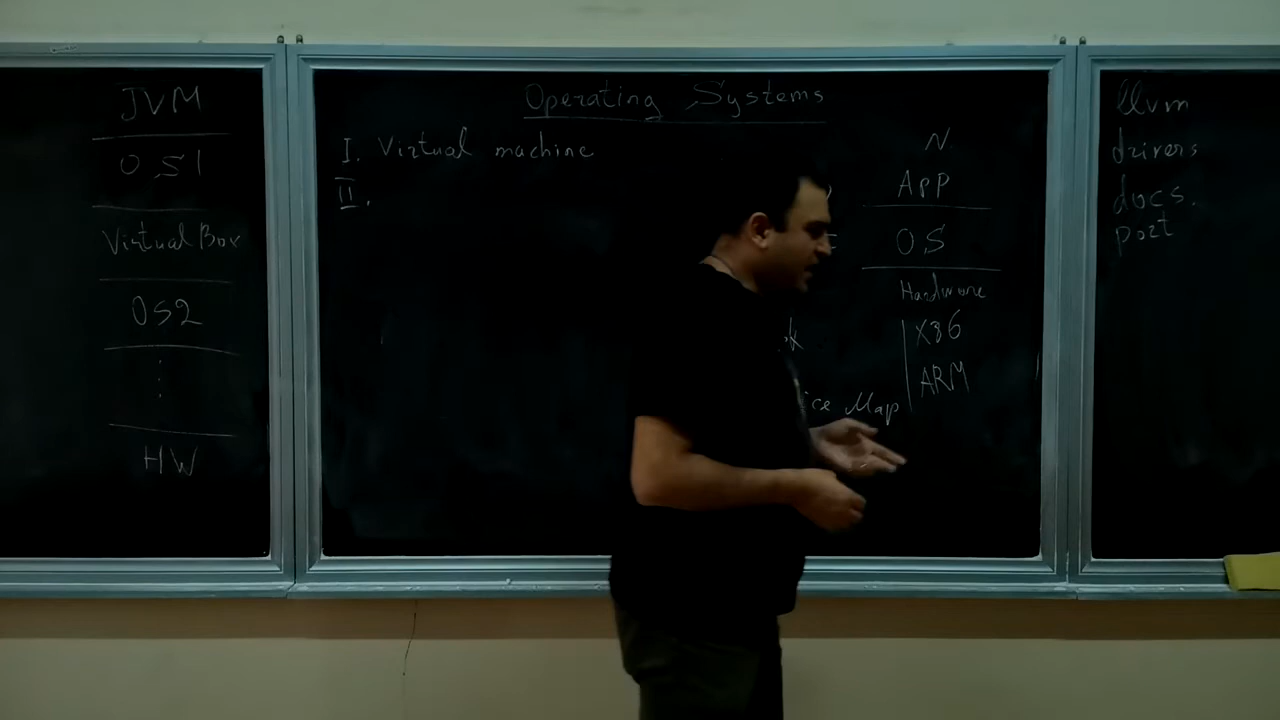 JVM
OS1
VirtualBox
OS2
HW
Operating Systems
I. Virtual machine
II.
N
App
OS
Hardware
X86
ARM
Map
llvm
drivers
docs.
port